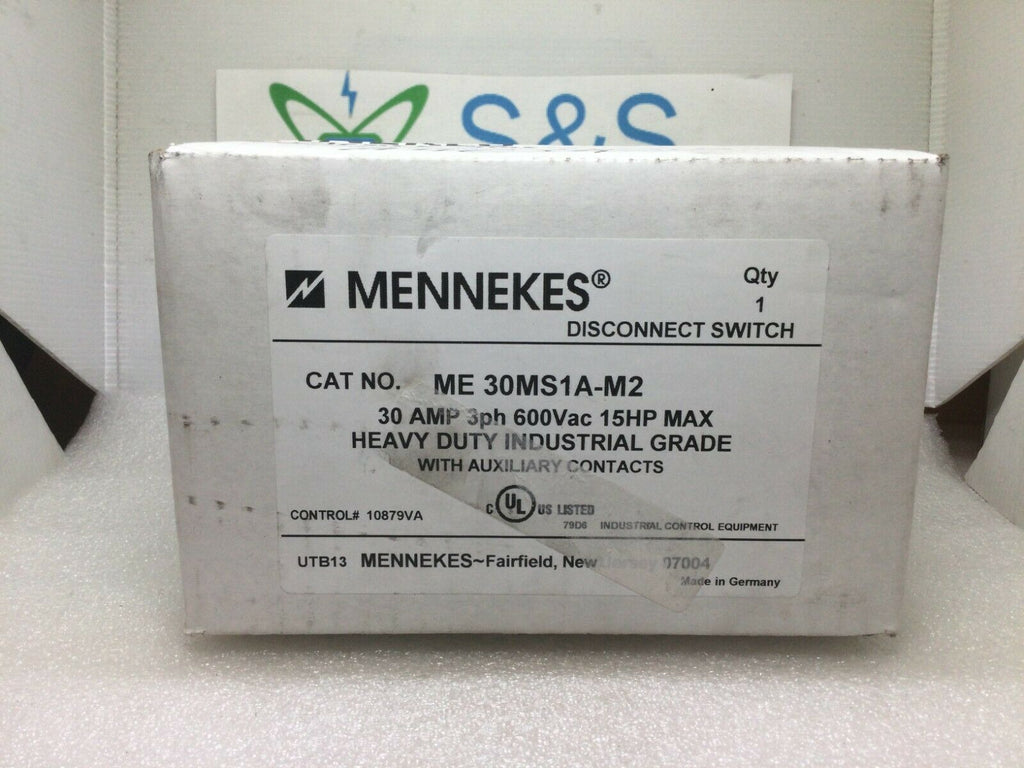 S&S
MENNEKES®
Qty
1
DISCONNECT SWITCH
CAT NO. ME 30MS1A-M2
30 AMP 3ph 600Vac 15HP MAX
HEAVY DUTY INDUSTRIAL GRADE
WITH AUXILIARY CONTACTS
CONTROL# 10879VA
C UL US LISTED
79D6 INDUSTRIAL CONTROL EQUIPMENT
UTB13 MENNEKES~Fairfield, New Jersey 07004
Made in Germany